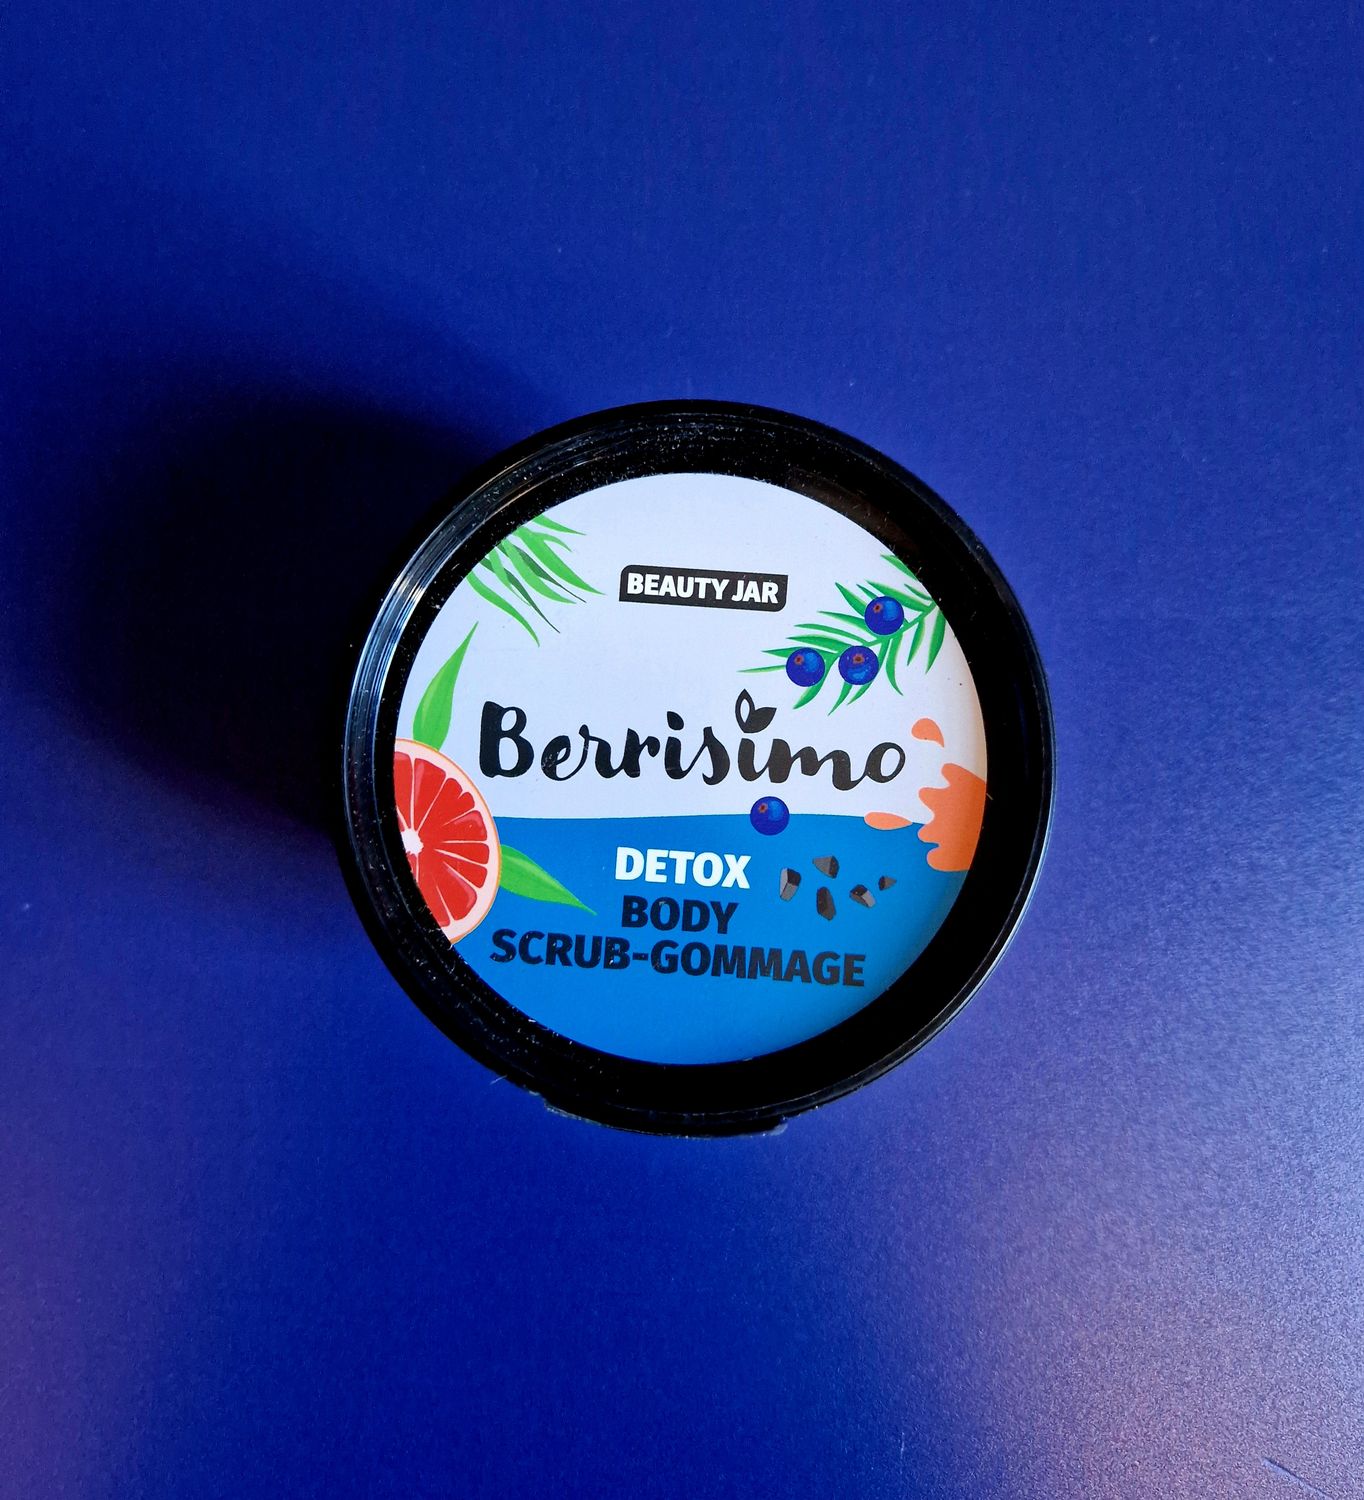 BEAUTY JAR
Berrisimo
DETOX
BODY
SCRUB-GOMMAGE